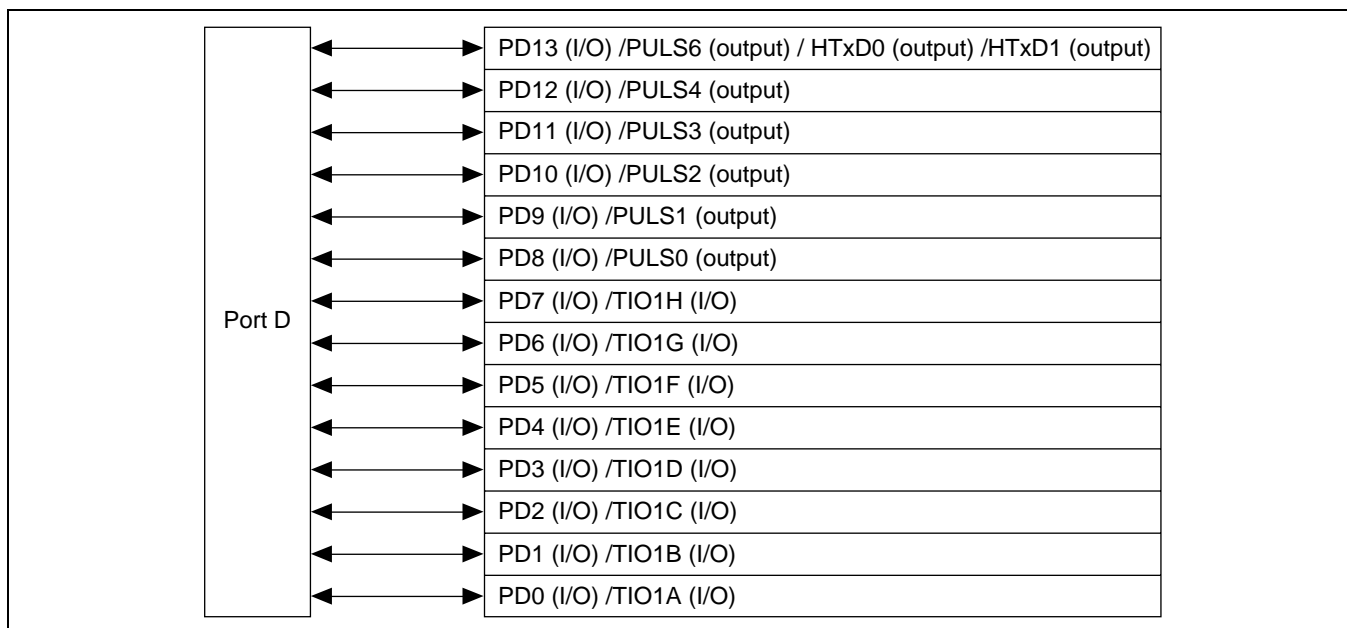 PD13 (I/O) /PULS6 (output) / HTxD0 (output) /HTxD1 (output)
PD12 (I/O) /PULS4 (output)
PD11 (I/O) /PULS3 (output)
PD10 (I/O) /PULS2 (output)
PD9 (I/O) /PULS1 (output)
PD8 (I/O) /PULS0 (output)
PD7 (I/O) /TIO1H (I/O)
Port D
PD6 (I/O) /TIO1G (I/O)
PD5 (I/O) /TIO1F (I/O)
PD4 (I/O) /TIO1E (I/O)
PD3 (I/O) /TIO1D (I/O)
PD2 (I/O) /TIO1C (I/O)
PD1 (I/O) /TIO1B (I/O)
PD0 (I/O) /TIO1A (I/O)